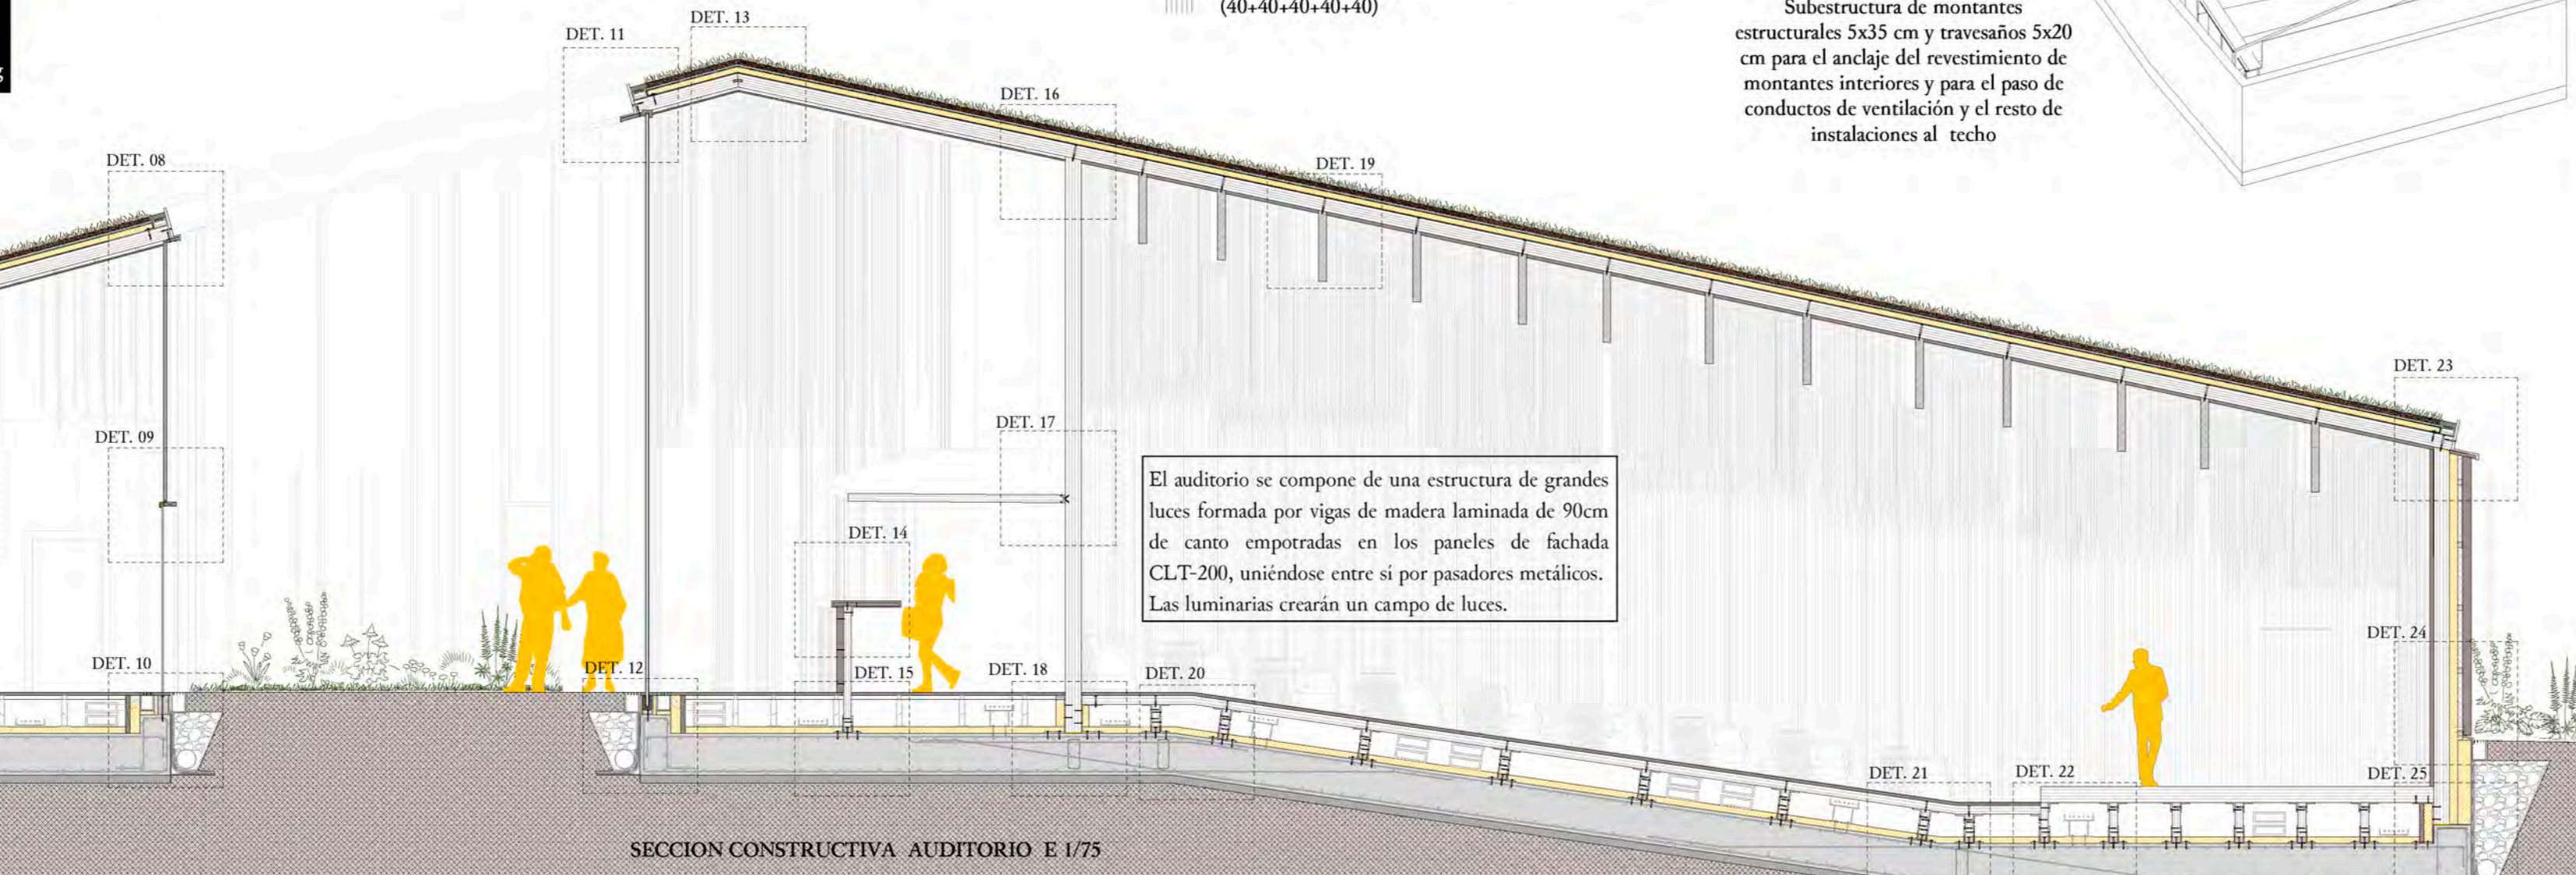 (40+40+40+40+40)
Subestructura de montantes
estructurales 5x35 cm y travesaños 5x20
cm para el anclaje del revestimiento de
montantes interiores y para el paso de
conductos de ventilación y el resto de
instalaciones al techo
DET. 13
DET. 11
DET. 16
DET. 08
DET. 19
DET. 23
DET. 17
DET. 09
El auditorio se compone de una estructura de grandes
luces formada por vigas de madera laminada de 90cm
de canto empotradas en los paneles de fachada
CLT-200, uniéndose entre sí por pasadores metálicos.
Las luminarias crearán un campo de luces.
DET. 14
DET. 24
DET. 10
DET. 12
DET. 15
DET. 18
DET. 20
DET. 21
DET. 22
DET. 25
SECCION CONSTRUCTIVA AUDITORIO E 1/75